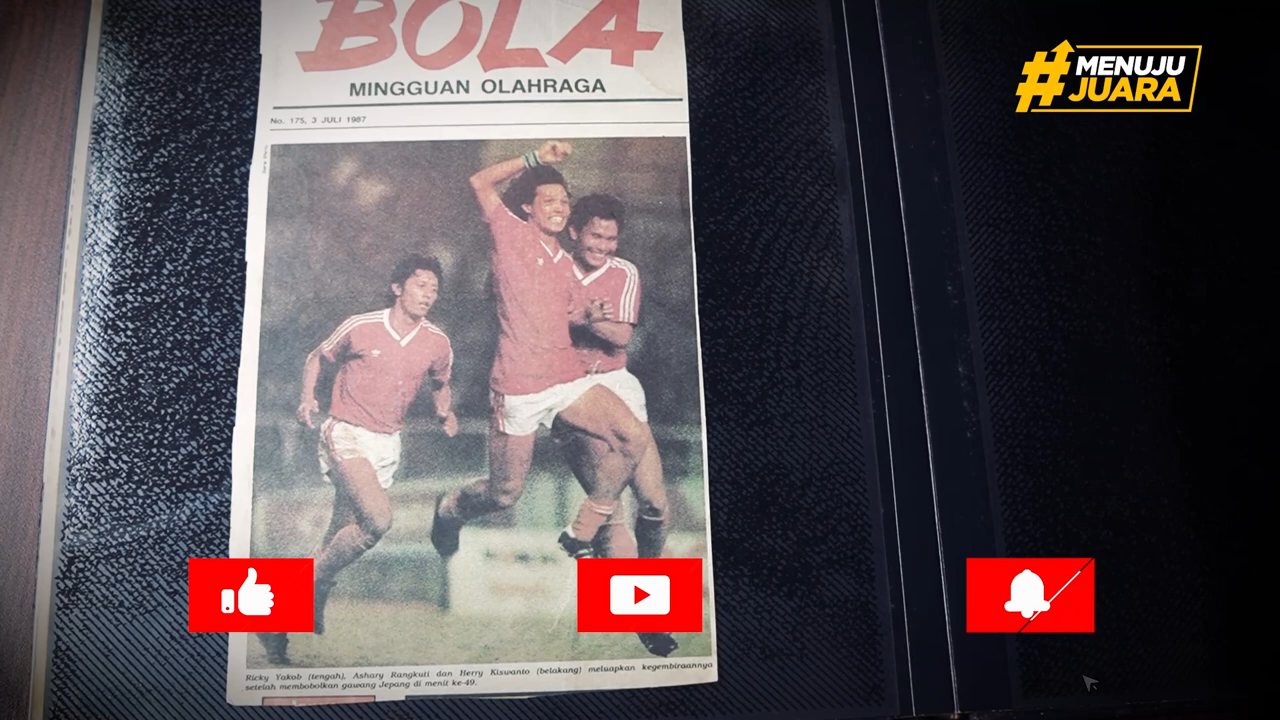 BOLA
MINGGUAN OLAHRAGA
No. 175, 3 JULI 1987
#MENUJU
JUARA
Ricky Yakob (tengah), Ashary Rangkuti dan Herry Kiswanto (belakang) meluapkan kegembiraannya
setelah membobolkan gawang Jepang di menit ke-49.